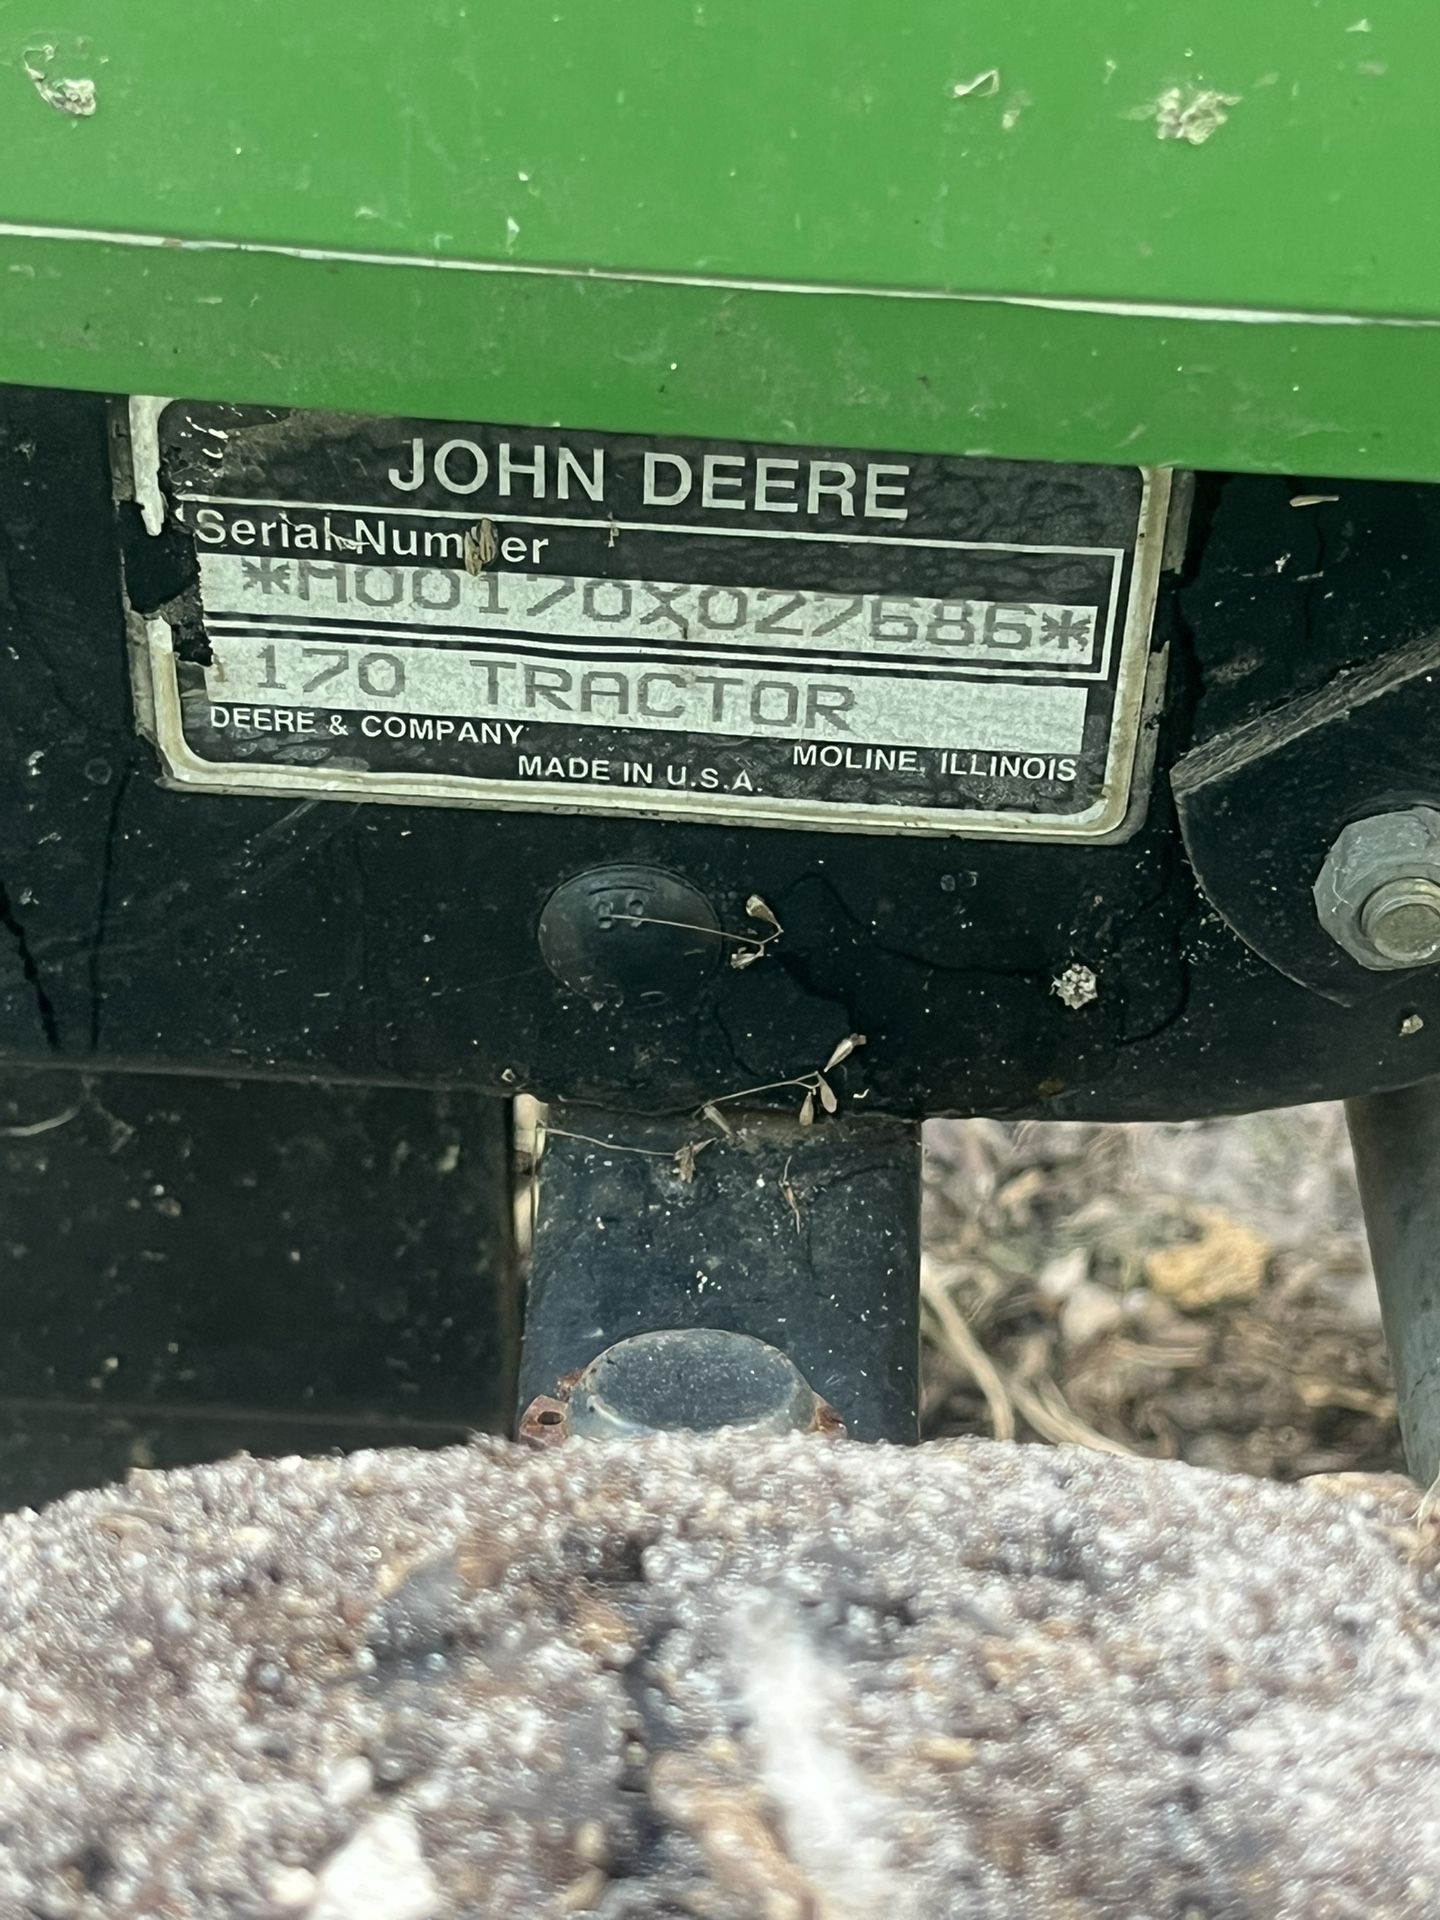 JOHN DEERE
Serial Number
*M00170X027686*
170 TRACTOR
DEERE & COMPANY MOLINE, ILLINOIS
MADE IN U.S.A.